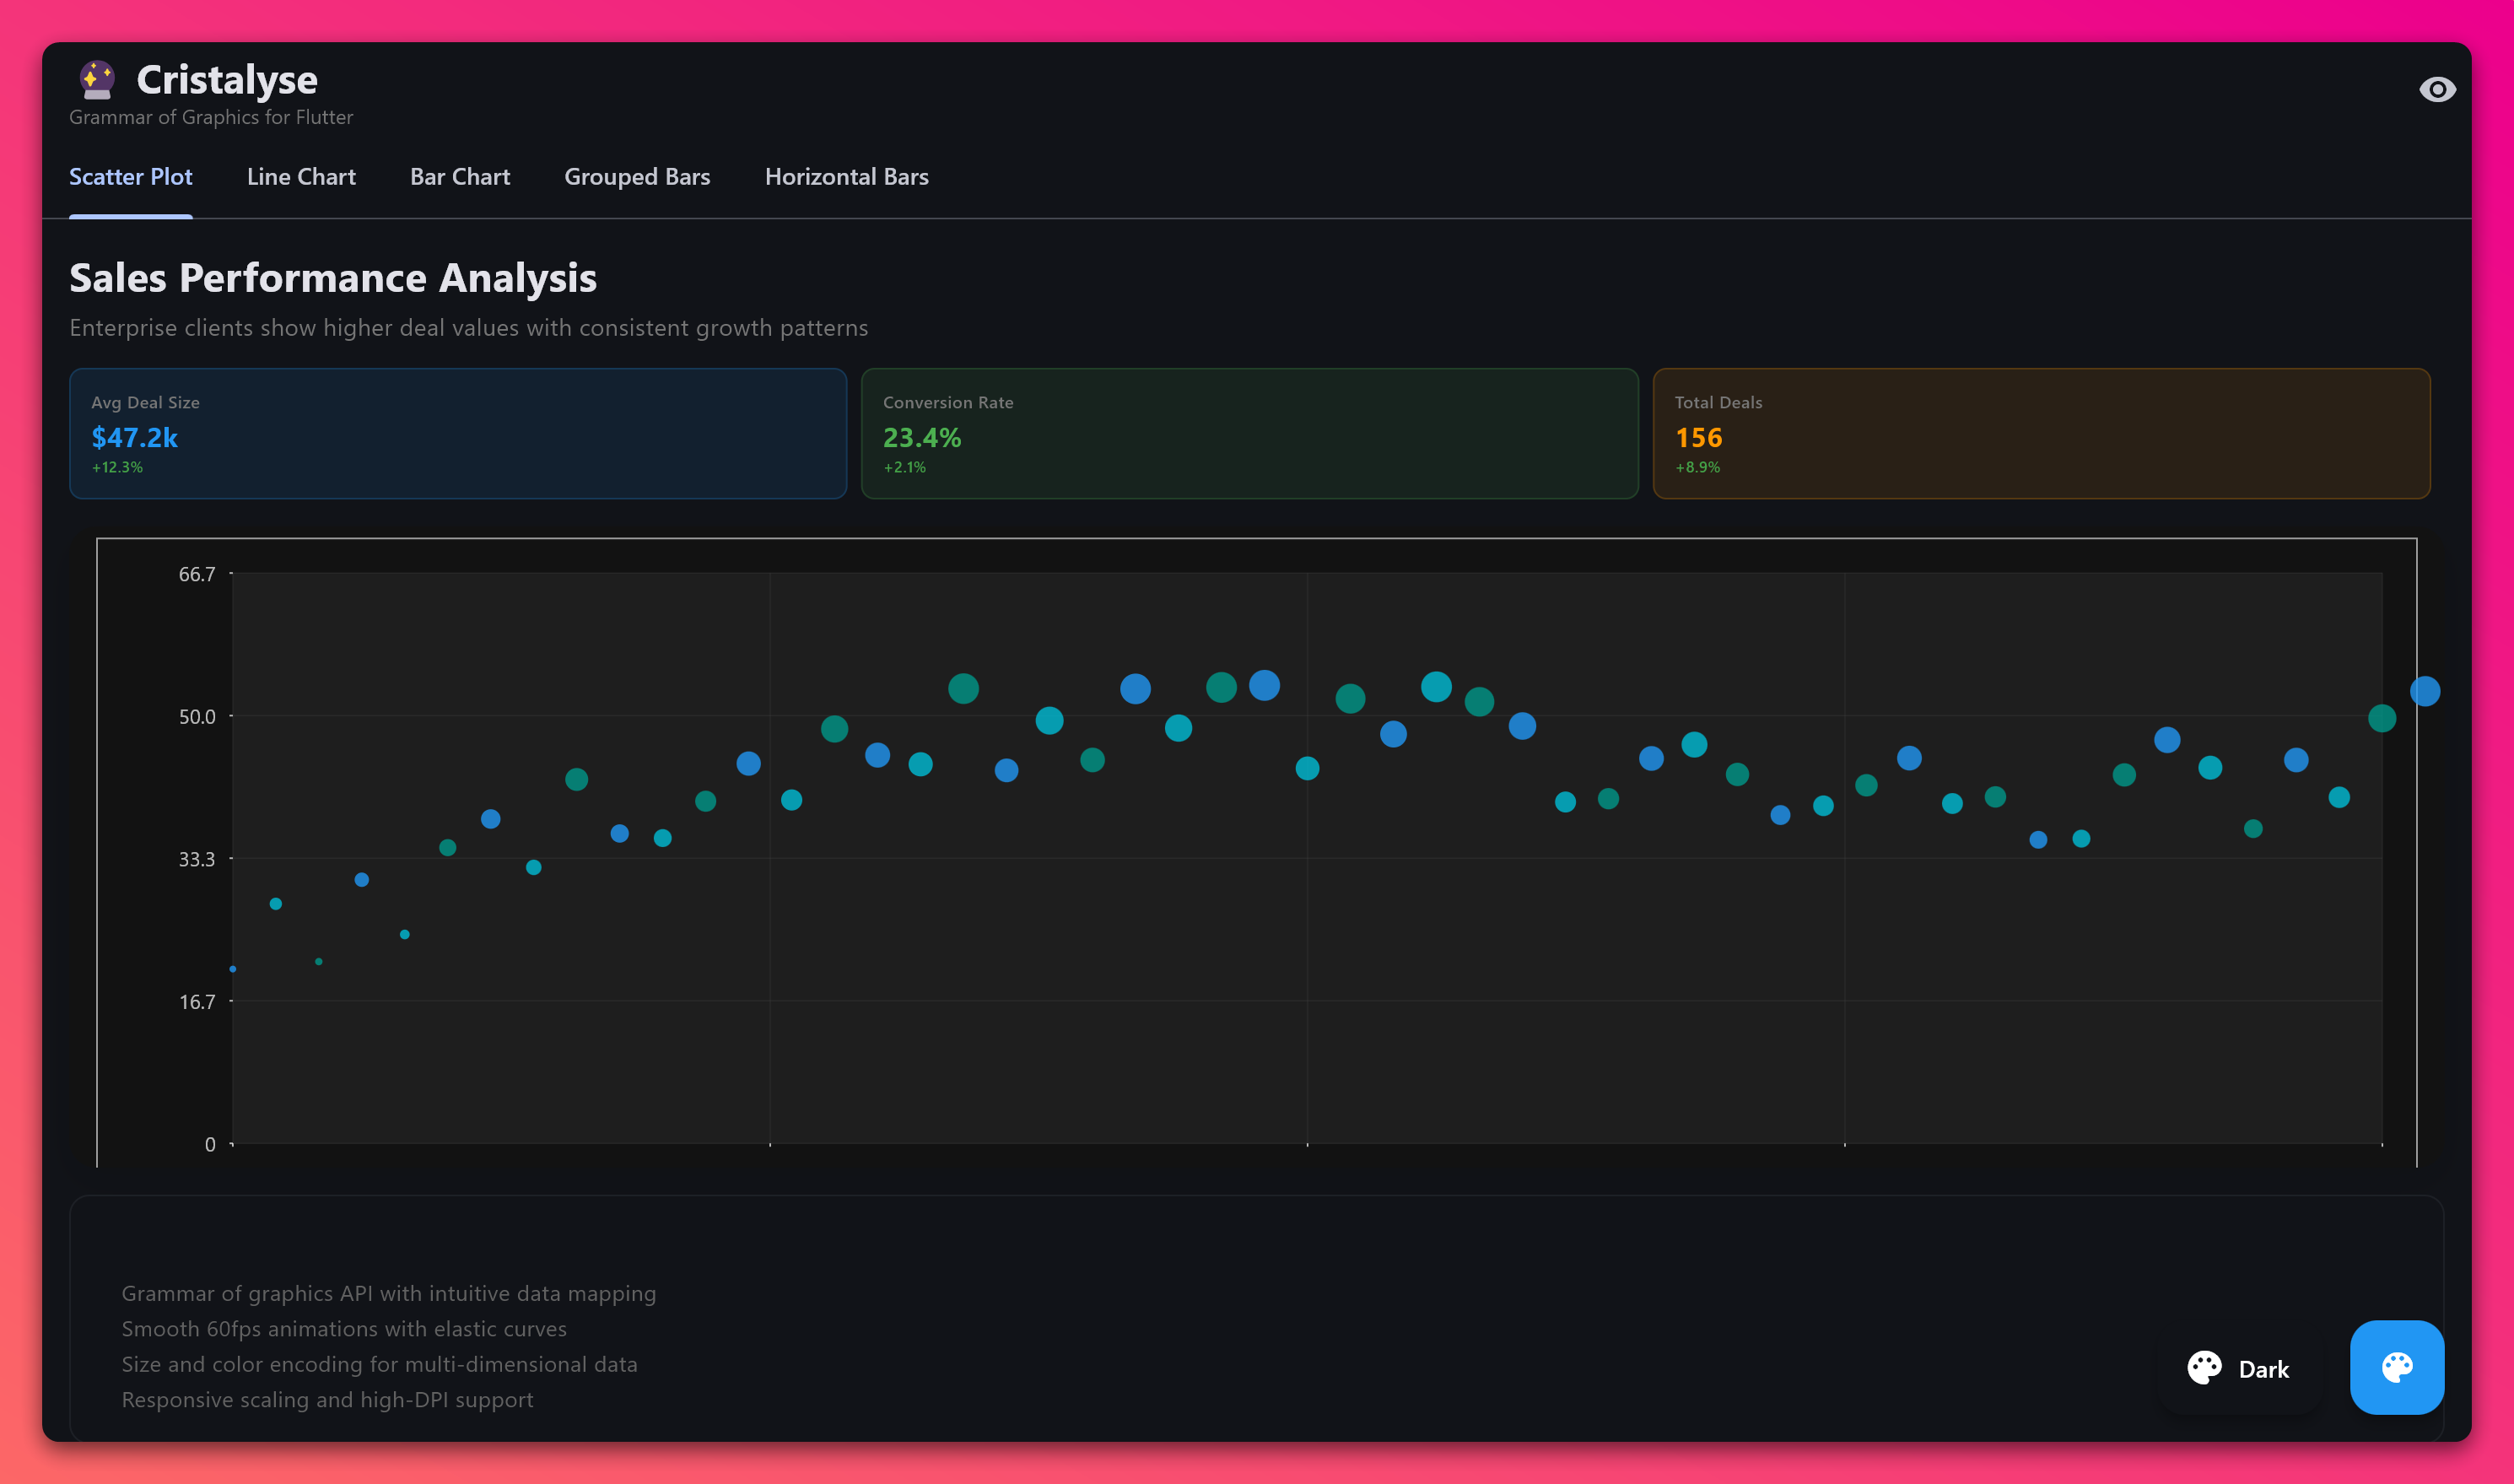 Cristalyse
Grammar of Graphics for Flutter
Scatter Plot
Line Chart
Bar Chart
Grouped Bars
Horizontal Bars
Sales Performance Analysis
Enterprise clients show higher deal values with consistent growth patterns
Avg Deal Size
$47.2k
+12.3%
Conversion Rate
23.4%
+2.1%
Total Deals
156
+8.9%
66.7
50.0
33.3
16.7
0
Grammar of graphics API with intuitive data mapping
Smooth 60fps animations with elastic curves
Size and color encoding for multi-dimensional data
Responsive scaling and high-DPI support
Dark